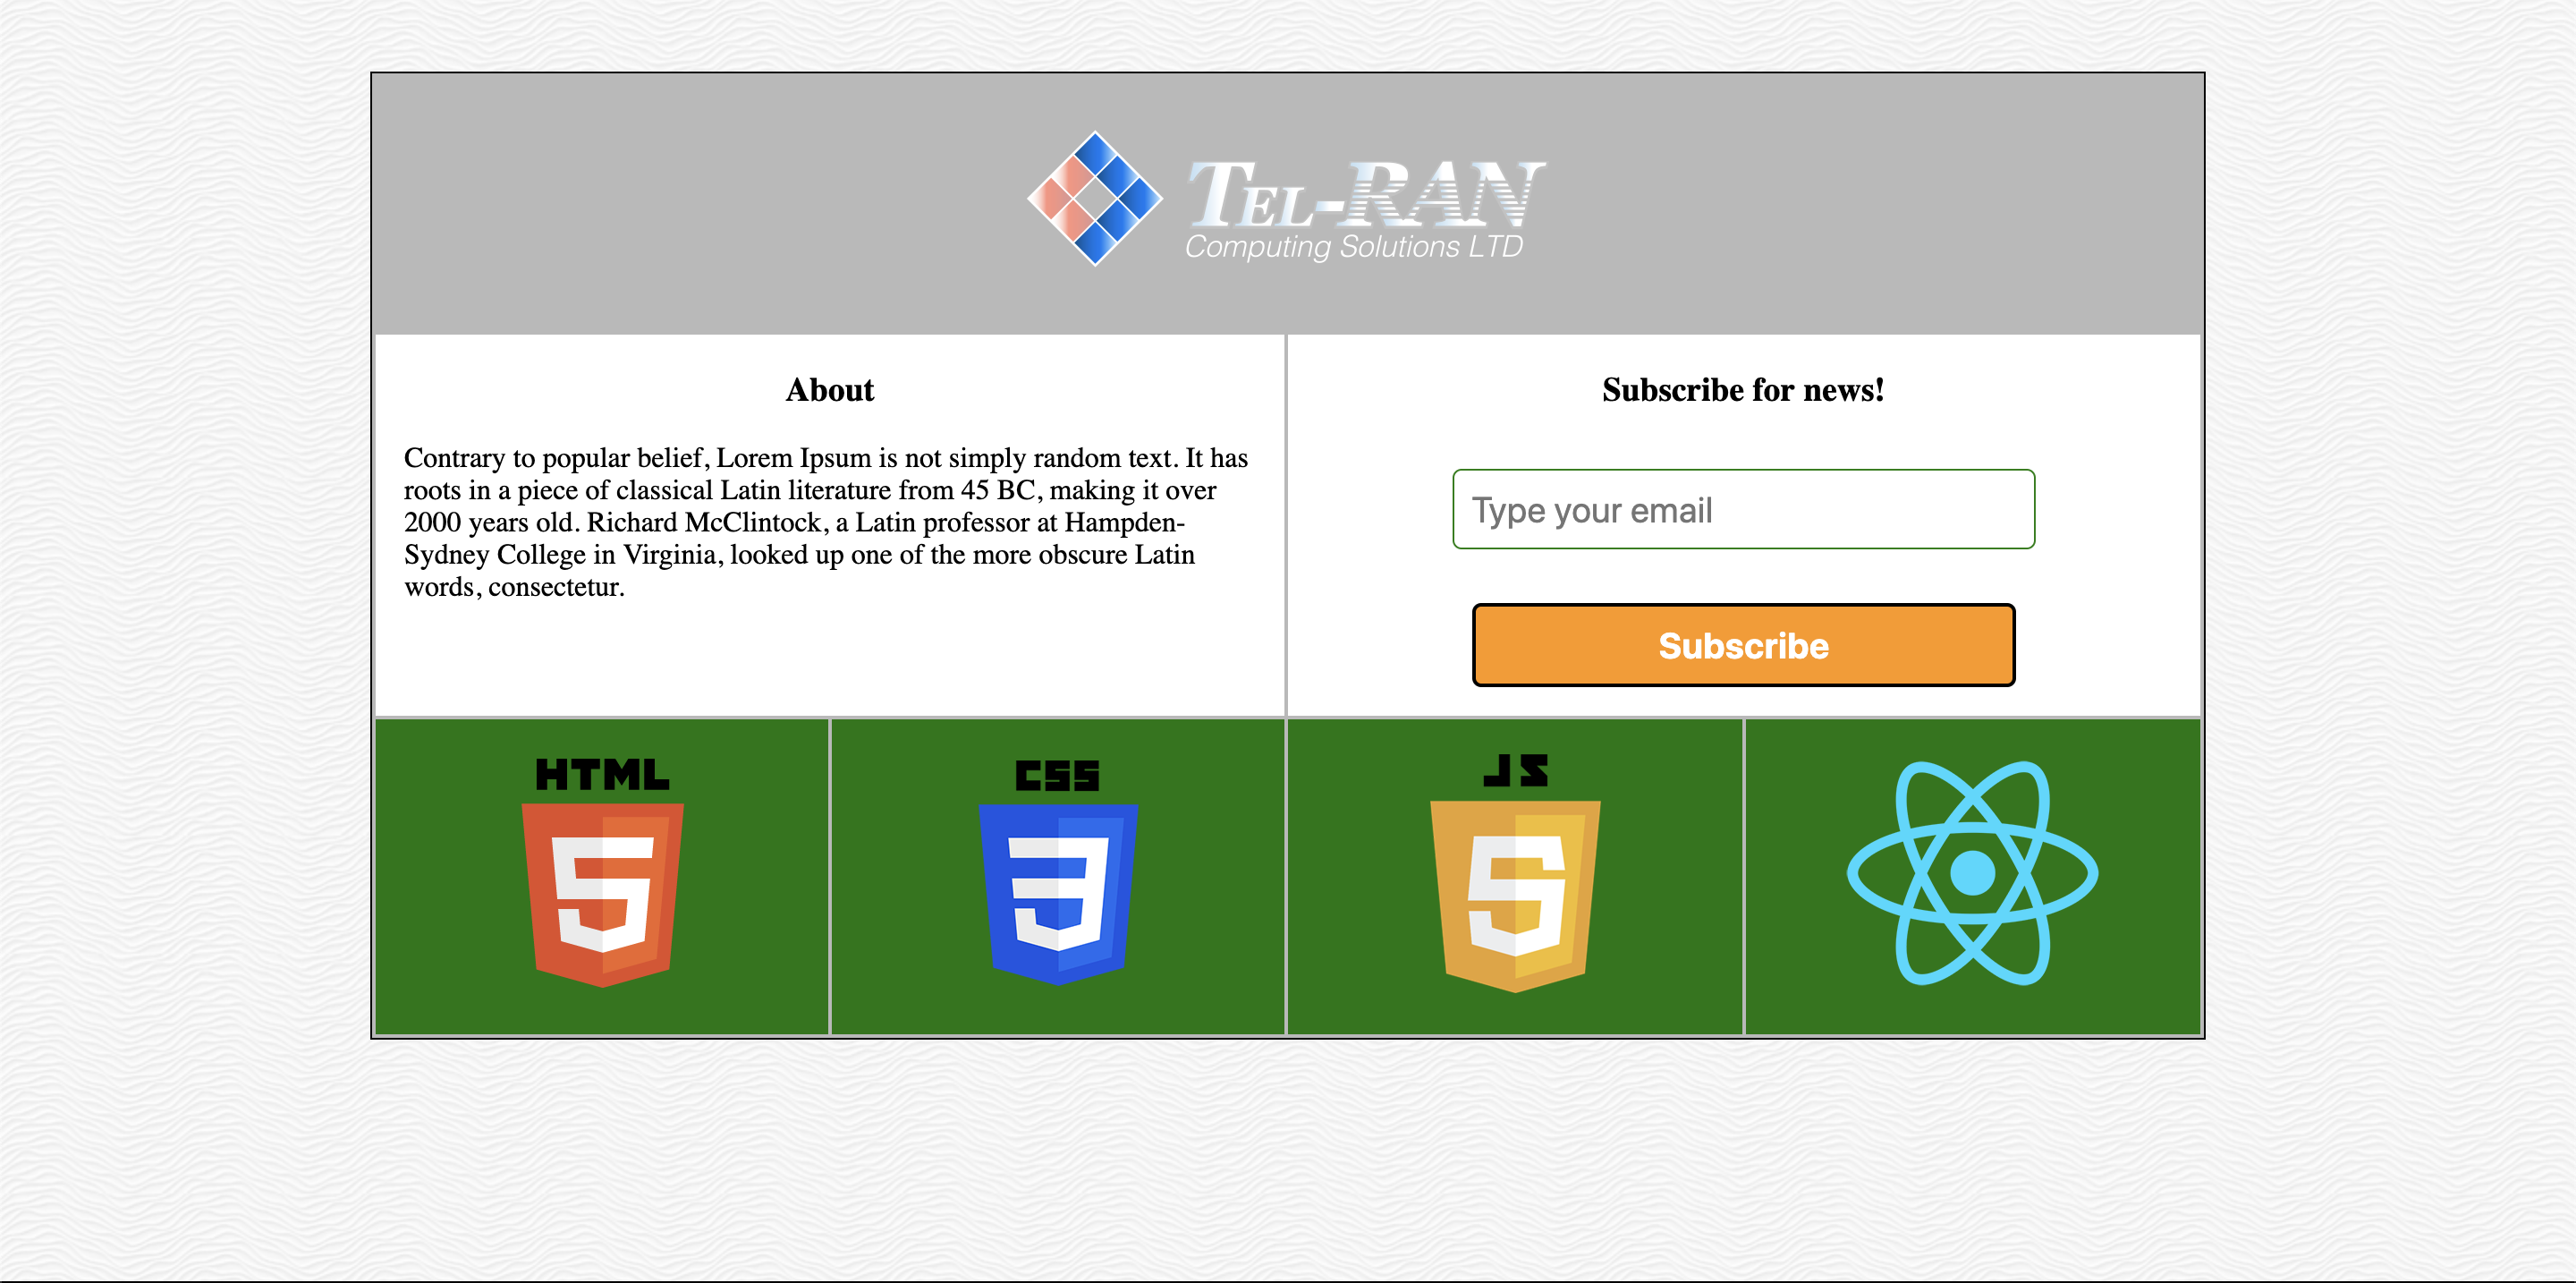 TEL-RAN
Computing Solutions LTD
About
Contrary to popular belief, Lorem Ipsum is not simply random text. It has
roots in a piece of classical Latin literature from 45 BC, making it over
2000 years old. Richard McClintock, a Latin professor at Hampden-
Sydney College in Virginia, looked up one of the more obscure Latin
words, consectetur.
Subscribe for news!
Type your email
Subscribe
HTML
5
CSS
3
JS
5